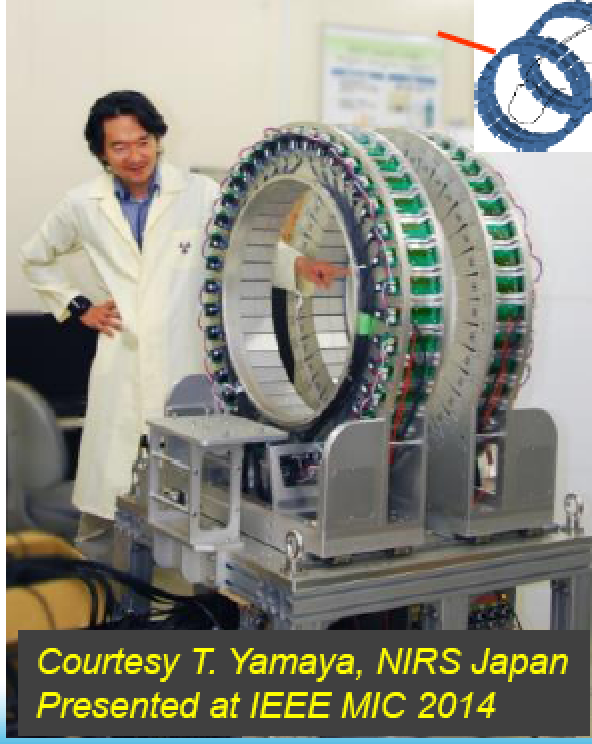 Courtesy T. Yamaya, NIRS Japan
Presented at IEEE MIC 2014